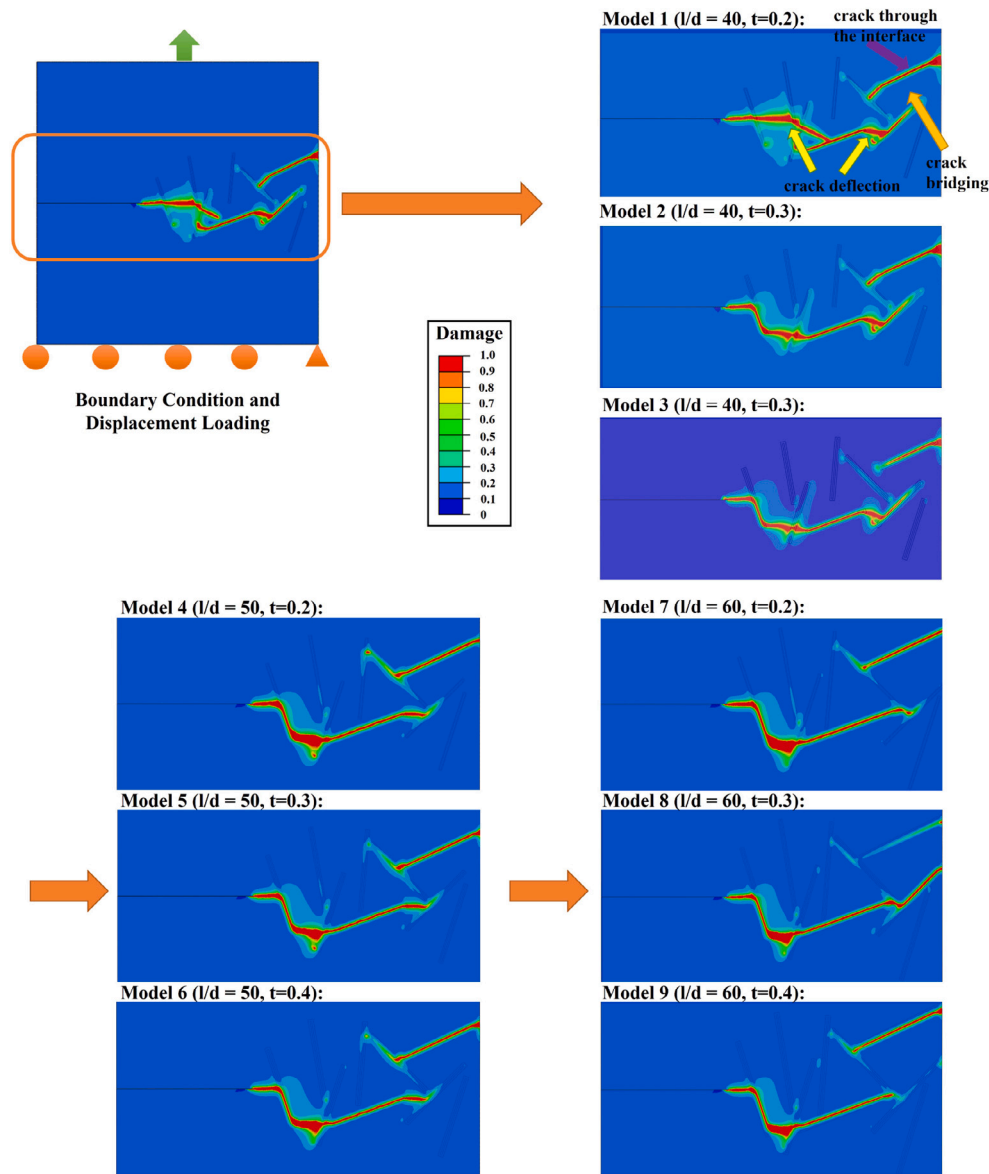 Model 1 (l/d = 40, t=0.2):
crack through
the interface
crack deflection
crack
bridging
Model 2 (l/d = 40, t=0.3):
Damage
1.0
0.9
0.8
0.7
0.6
0.5
0.4
0.3
0.2
0.1
0
Boundary Condition and
Displacement Loading
Model 3 (l/d = 40, t=0.3):
Model 4 (l/d = 50, t=0.2):
Model 7 (l/d = 60, t=0.2):
Model 5 (l/d = 50, t=0.3):
Model 8 (l/d = 60, t=0.3):
Model 6 (l/d = 50, t=0.4):
Model 9 (l/d = 60, t=0.4):